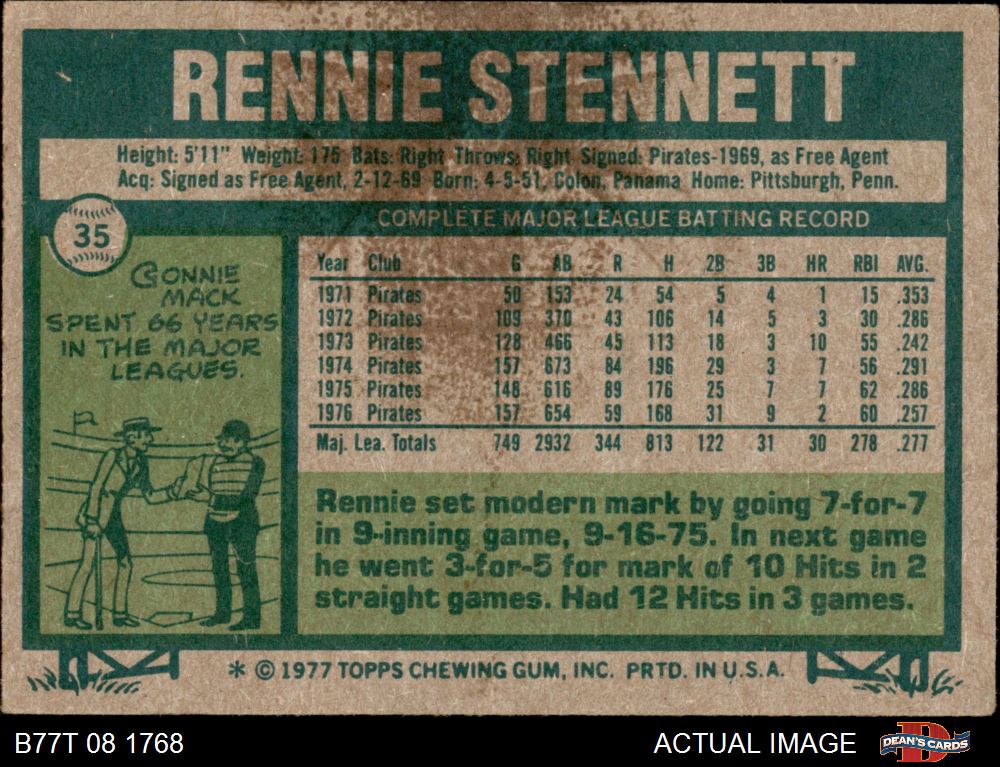 RENNIE STENNETT
Height: 5'11" Weight: 175 Bats: Right Throws: Right Signed: Pirates-1969, as Free Agent
Acq: Signed as Free Agent, 2-12-69 Born: 4-5-51, Colon, Panama Home: Pittsburgh, Penn.
35
COMPLETE MAJOR LEAGUE BATTING RECORD
CONNIE
MACK
SPENT 66 YEARS
IN THE MAJOR
LEAGUES.
Year Club G AB R H 2B 3B HR RBI AVG.
1971 Pirates 50 153 24 54 5 4 1 15 .353
1972 Pirates 109 370 43 106 14 5 3 30 .286
1973 Pirates 128 466 45 113 18 3 10 55 .242
1974 Pirates 157 673 84 196 29 3 7 56 .291
1975 Pirates 148 616 89 176 25 7 7 62 .286
1976 Pirates 157 654 59 168 31 9 2 60 .257
Maj. Lea. Totals 749 2932 344 813 122 31 30 278 .277
Rennie set modern mark by going 7-for-7
in 9-inning game, 9-16-75. In next game
he went 3-for-5 for mark of 10 Hits in 2
straight games. Had 12 Hits in 3 games.
* © 1977 TOPPS CHEWING GUM, INC. PRTD. IN U.S.A.
B77T 08 1768
ACTUAL IMAGE
DEAN'S CARDS